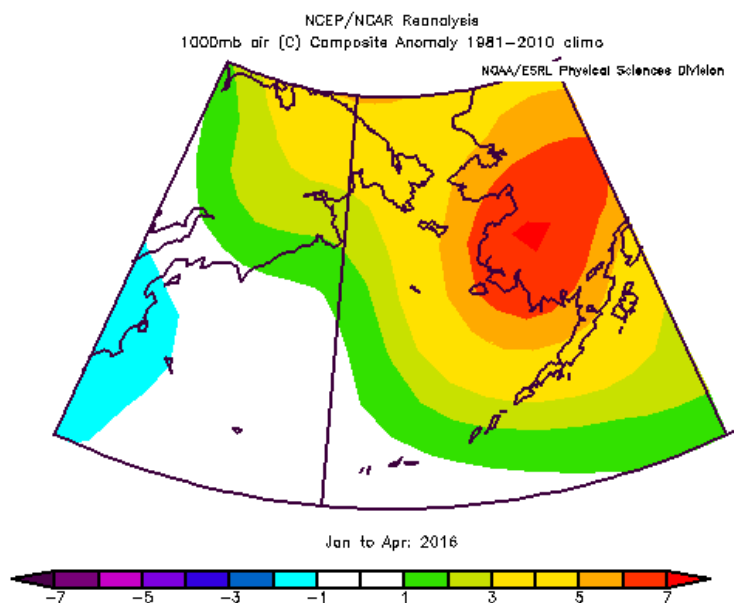 NCEP/NCAR Reanalysis
1000mb air (C) Composite Anomaly 1981-2010 climo
NOAA/ESRL Physical Sciences Division
Jan to Apr: 2016
-7 -5 -3 -1 1 3 5 7